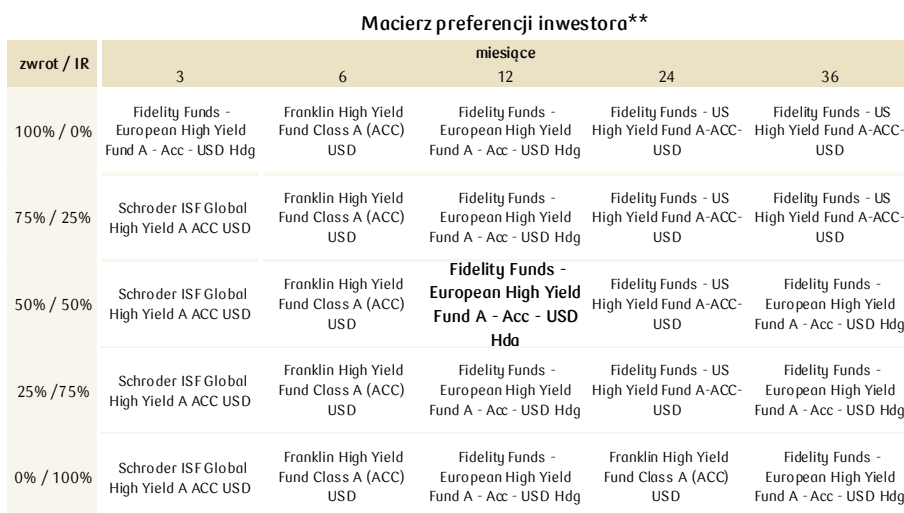 Macierz preferencji inwestora**
zwrot / IR
miesiące
3 6 12 24 36
100% / 0%
Fidelity Funds -
European High Yield
Fund A - Acc - USD Hdg
Franklin High Yield
Fund Class A (ACC)
USD
Fidelity Funds -
European High Yield
Fund A - Acc - USD Hdg
Fidelity Funds - US
High Yield Fund A-ACC-
USD
Fidelity Funds - US
High Yield Fund A-ACC-
USD
75% / 25%
Schroder ISF Global
High Yield A ACC USD
Franklin High Yield
Fund Class A (ACC)
USD
Fidelity Funds -
European High Yield
Fund A - Acc - USD Hdg
Fidelity Funds - US
High Yield Fund A-ACC-
USD
Fidelity Funds - US
High Yield Fund A-ACC-
USD
50% / 50%
Schroder ISF Global
High Yield A ACC USD
Franklin High Yield
Fund Class A (ACC)
USD
Fidelity Funds -
European High Yield
Fund A - Acc - USD
Hdg
Fidelity Funds - US
High Yield Fund A-ACC-
USD
Fidelity Funds -
European High Yield
Fund A - Acc - USD Hdg
25% /75%
Schroder ISF Global
High Yield A ACC USD
Franklin High Yield
Fund Class A (ACC)
USD
Fidelity Funds -
European High Yield
Fund A - Acc - USD Hdg
Fidelity Funds - US
High Yield Fund A-ACC-
USD
Fidelity Funds -
European High Yield
Fund A - Acc - USD Hdg
0% / 100%
Schroder ISF Global
High Yield A ACC USD
Franklin High Yield
Fund Class A (ACC)
USD
Fidelity Funds -
European High Yield
Fund A - Acc - USD Hdg
Franklin High Yield
Fund Class A (ACC)
USD
Fidelity Funds -
European High Yield
Fund A - Acc - USD Hdg